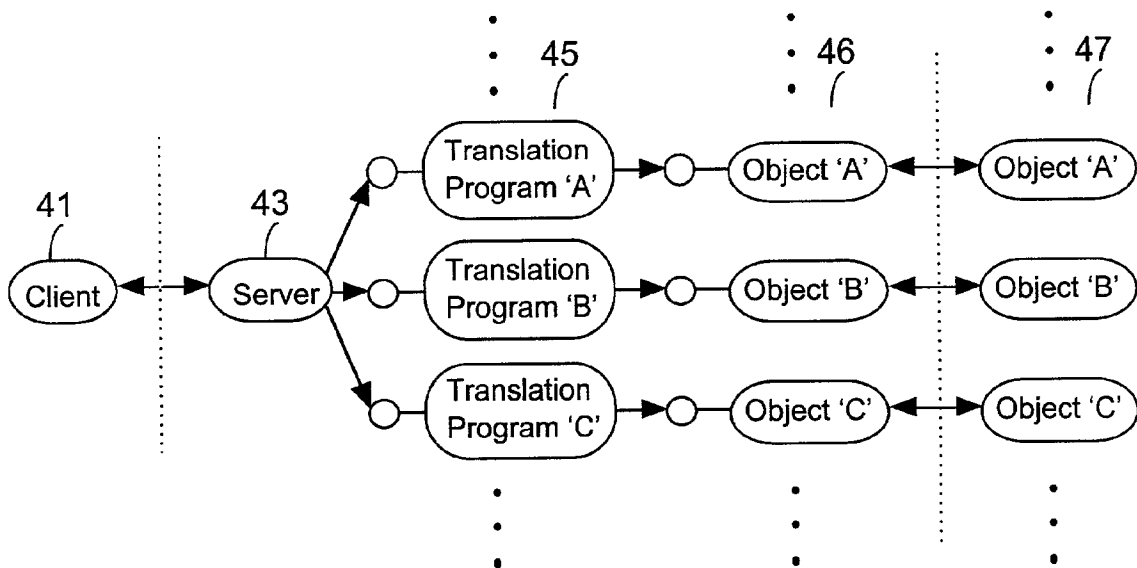 45
46
47
Translation
Program ‘A’
Object ‘A’
Object ‘A’
41
43
Client
Server
Translation
Program ‘B’
Object ‘B’
Object ‘B’
Translation
Program ‘C’
Object ‘C’
Object ‘C’